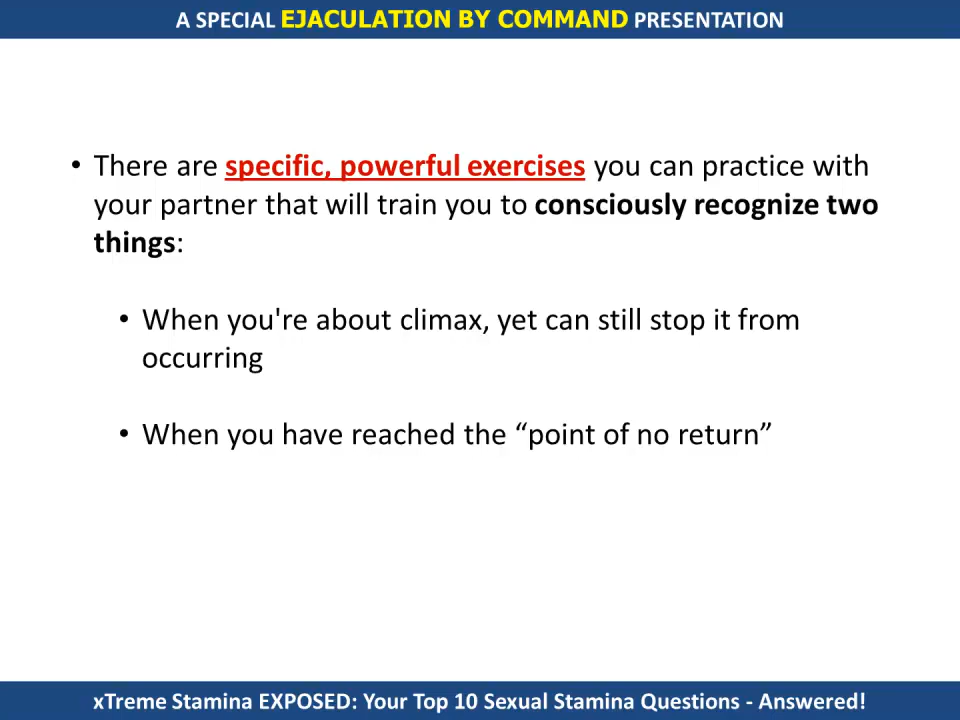 A SPECIAL EJACULATION BY COMMAND PRESENTATION
• There are specific, powerful exercises you can practice with
your partner that will train you to consciously recognize two
things:
• When you're about climax, yet can still stop it from
occurring
• When you have reached the “point of no return”
xTreme Stamina EXPOSED: Your Top 10 Sexual Stamina Questions - Answered!